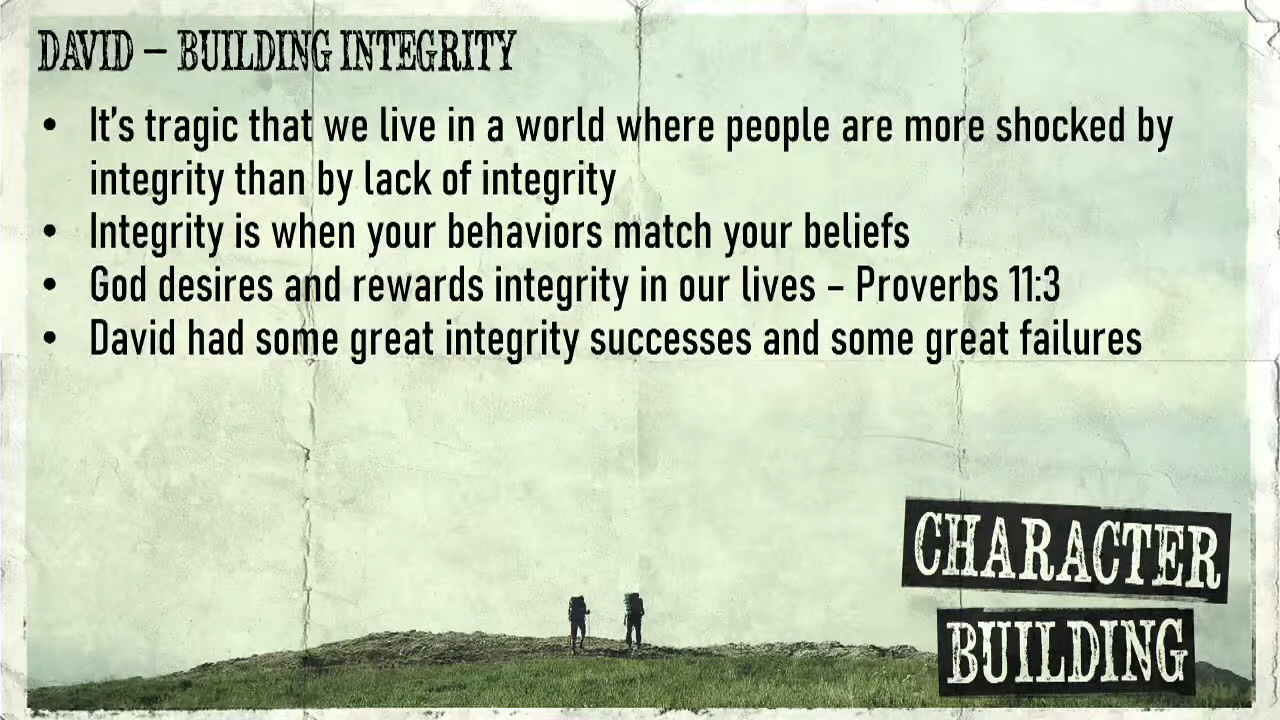 DAVID – BUILDING INTEGRITY
• It's tragic that we live in a world where people are more shocked by
integrity than by lack of integrity
• Integrity is when your behaviors match your beliefs
• God desires and rewards integrity in our lives – Proverbs 11:3
• David had some great integrity successes and some great failures
CHARACTER
BUILDING